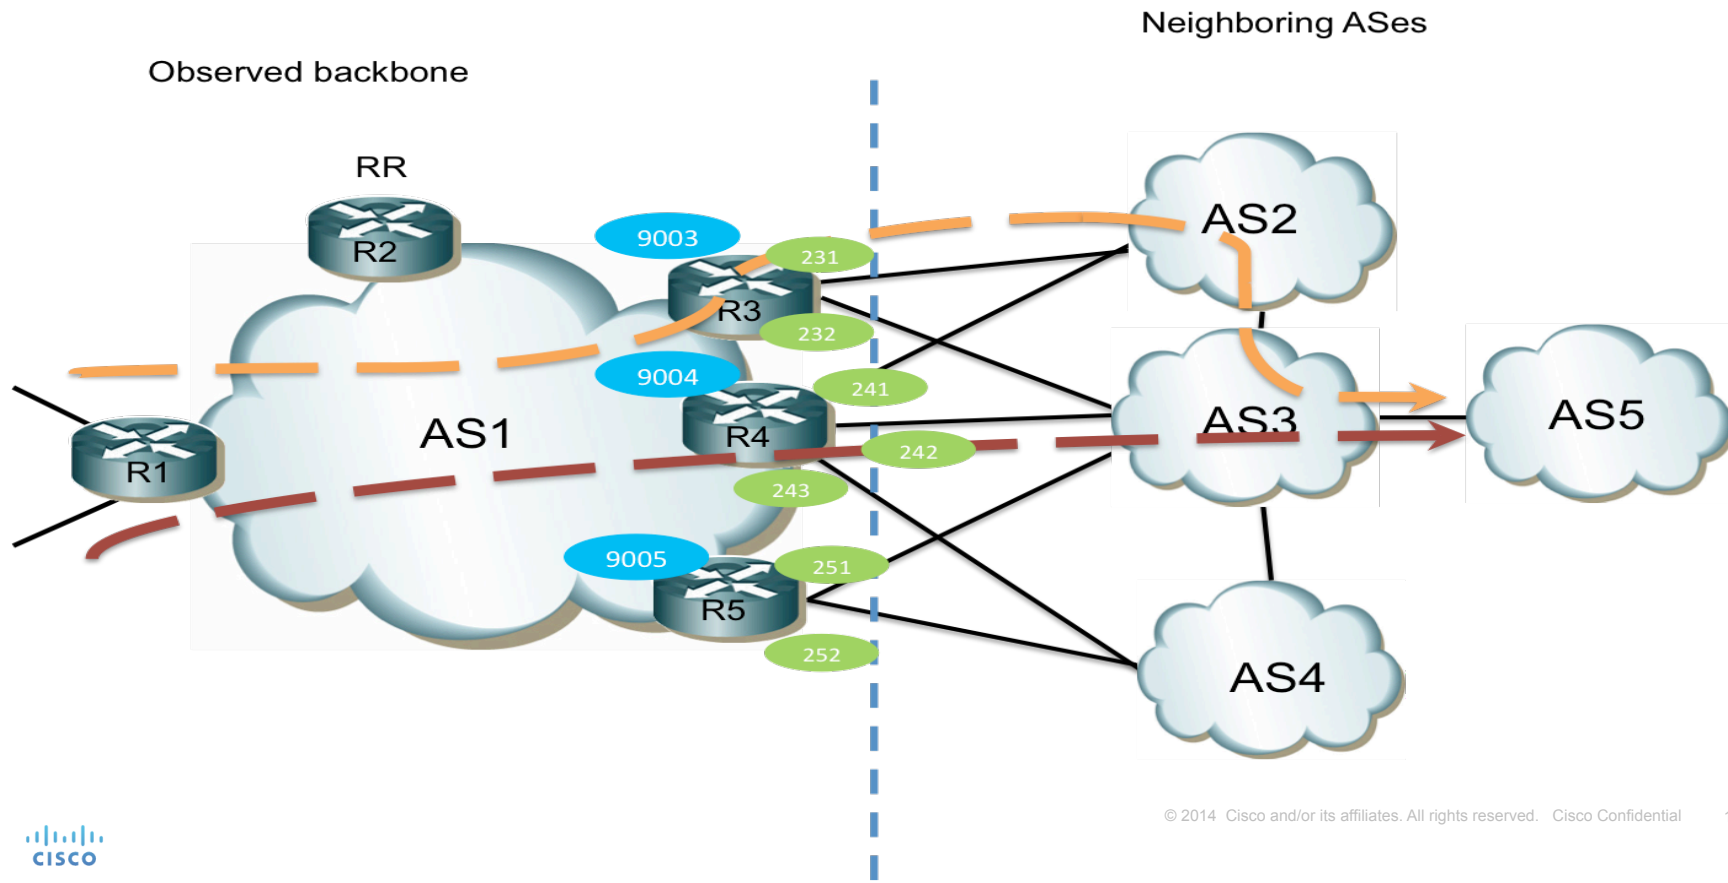 Neighboring ASes
Observed backbone
RR
R2
9003
231
AS2
R3
232
9004
241
AS1
R4
AS3
AS5
R1
242
243
9005
251
R5
252
AS4
© 2014 Cisco and/or its affiliates. All rights reserved. Cisco Confidential
CISCO